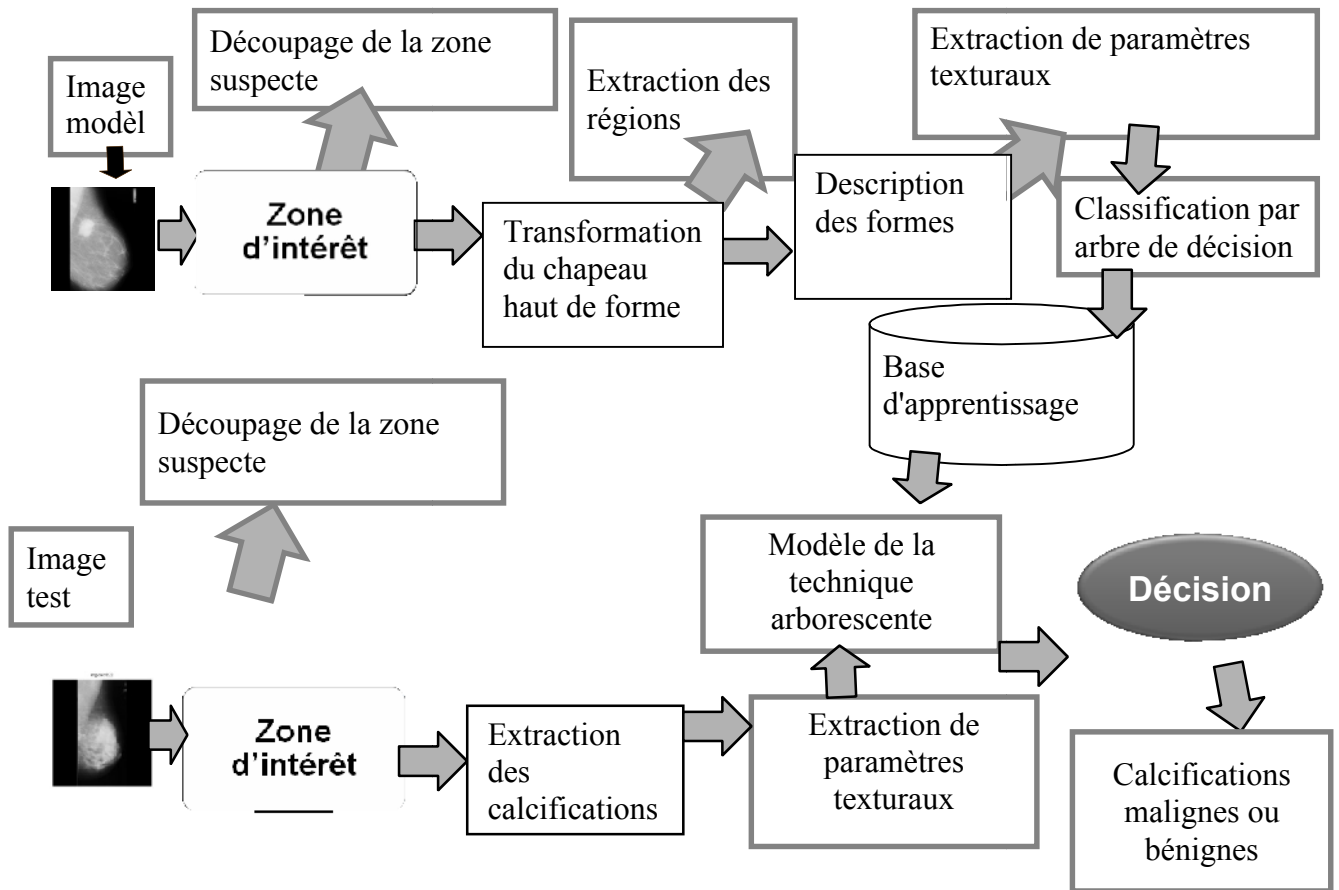 Découpage de la zone
suspecte
Extraction de paramètres
texturaux
Image
modèl
Extraction des
régions
Zone
d'intérêt
Transformation
du chapeau
haut de forme
Description
des formes
Classification par
arbre de décision
Base
d'apprentissage
Découpage de la zone
suspecte
Image
test
Modèle de la
technique
arborescente
Décision
Zone
d'intérêt
Extraction
des
calcifications
Extraction de
paramètres
texturaux
Calcifications
malignes ou
bénignes